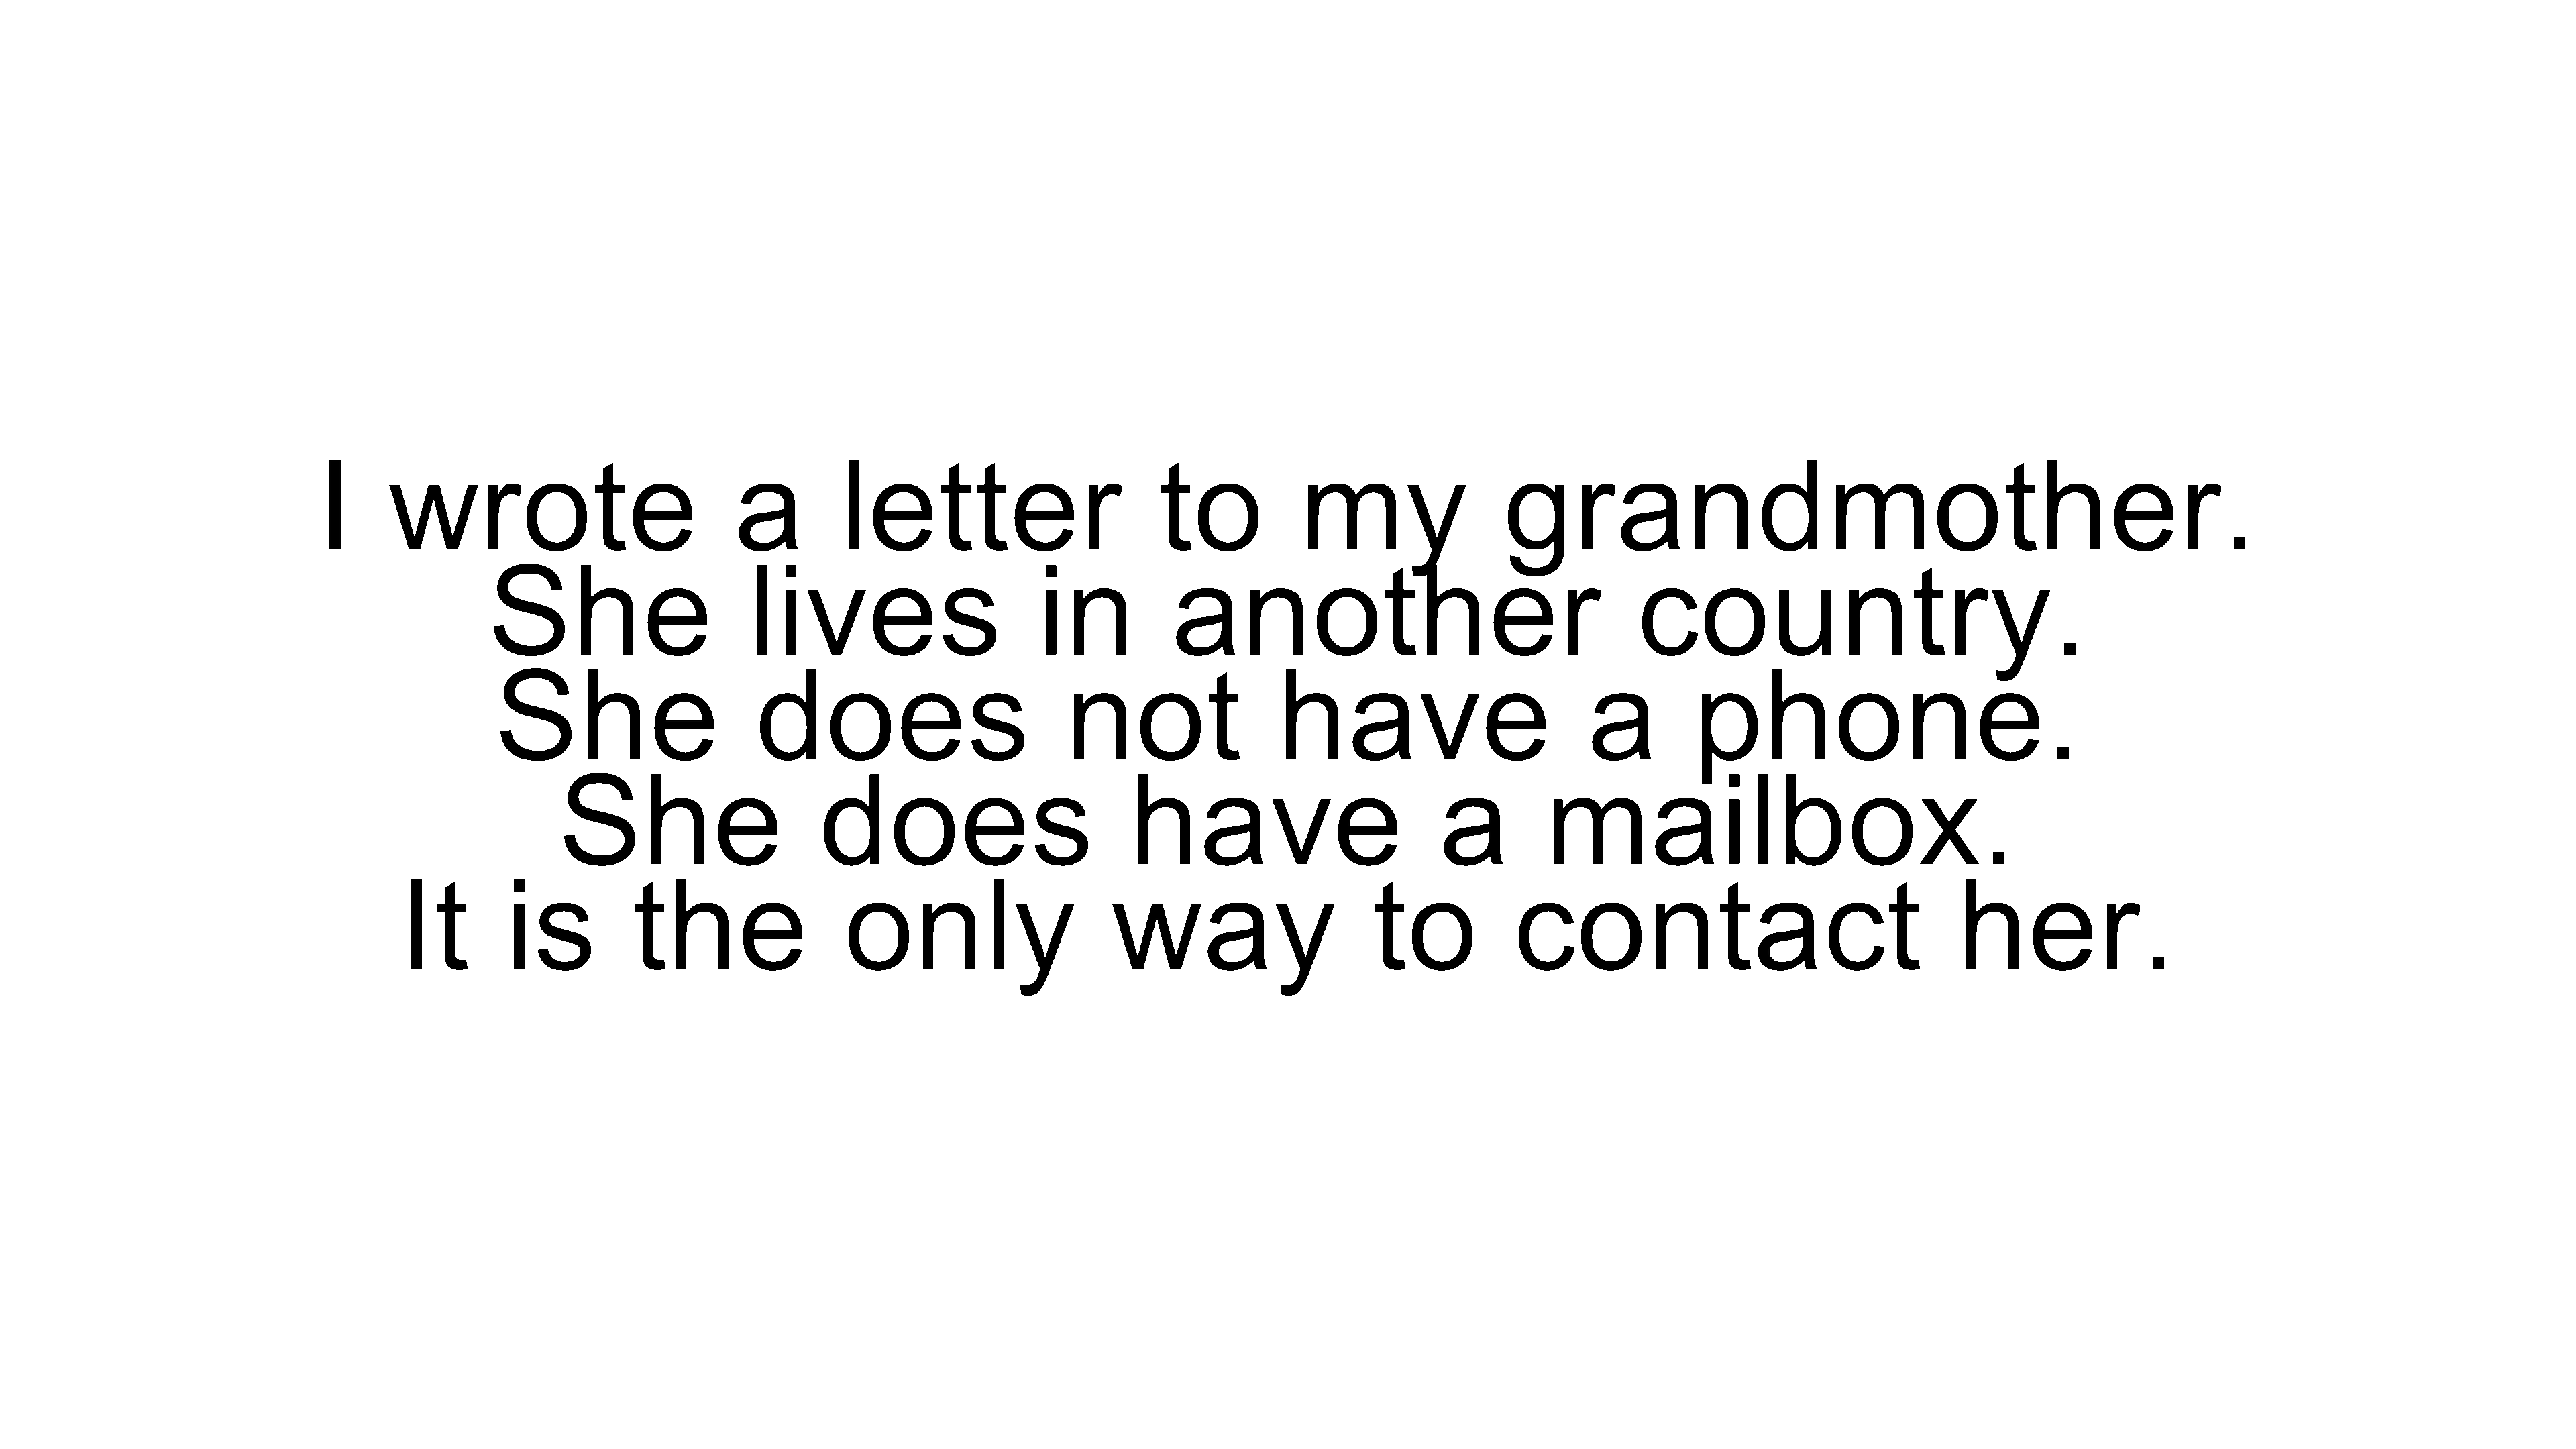 I wrote a letter to my grandmother.
She lives in another country.
She does not have a phone.
She does have a mailbox.
It is the only way to contact her.